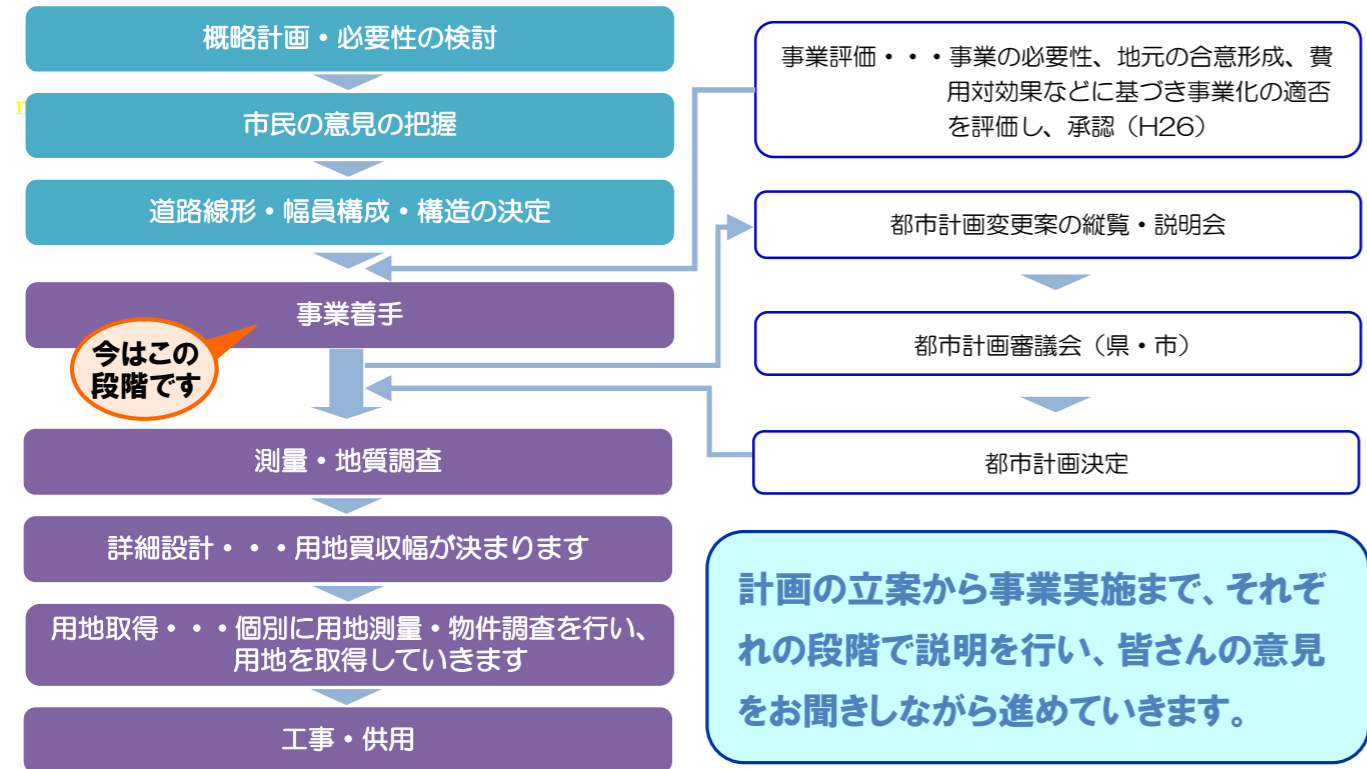 概略計画・必要性の検討
市民の意見の把握
道路線形・幅員構成・構造の決定
事業着手
今はこの
段階です
測量・地質調査
詳細設計・・・用地買収幅が決まります
用地取得・・・個別に用地測量・物件調査を行い、
用地を取得していきます
工事・供用
事業評価・・・事業の必要性、地元の合意形成、費
用対効果などに基づき事業化の適否
を評価し、承認（H26）
都市計画変更案の縦覧・説明会
都市計画審議会（県・市）
都市計画決定
計画の立案から事業実施まで、それぞ
れの段階で説明を行い、皆さんの意見
をお聞きしながら進めていきます。